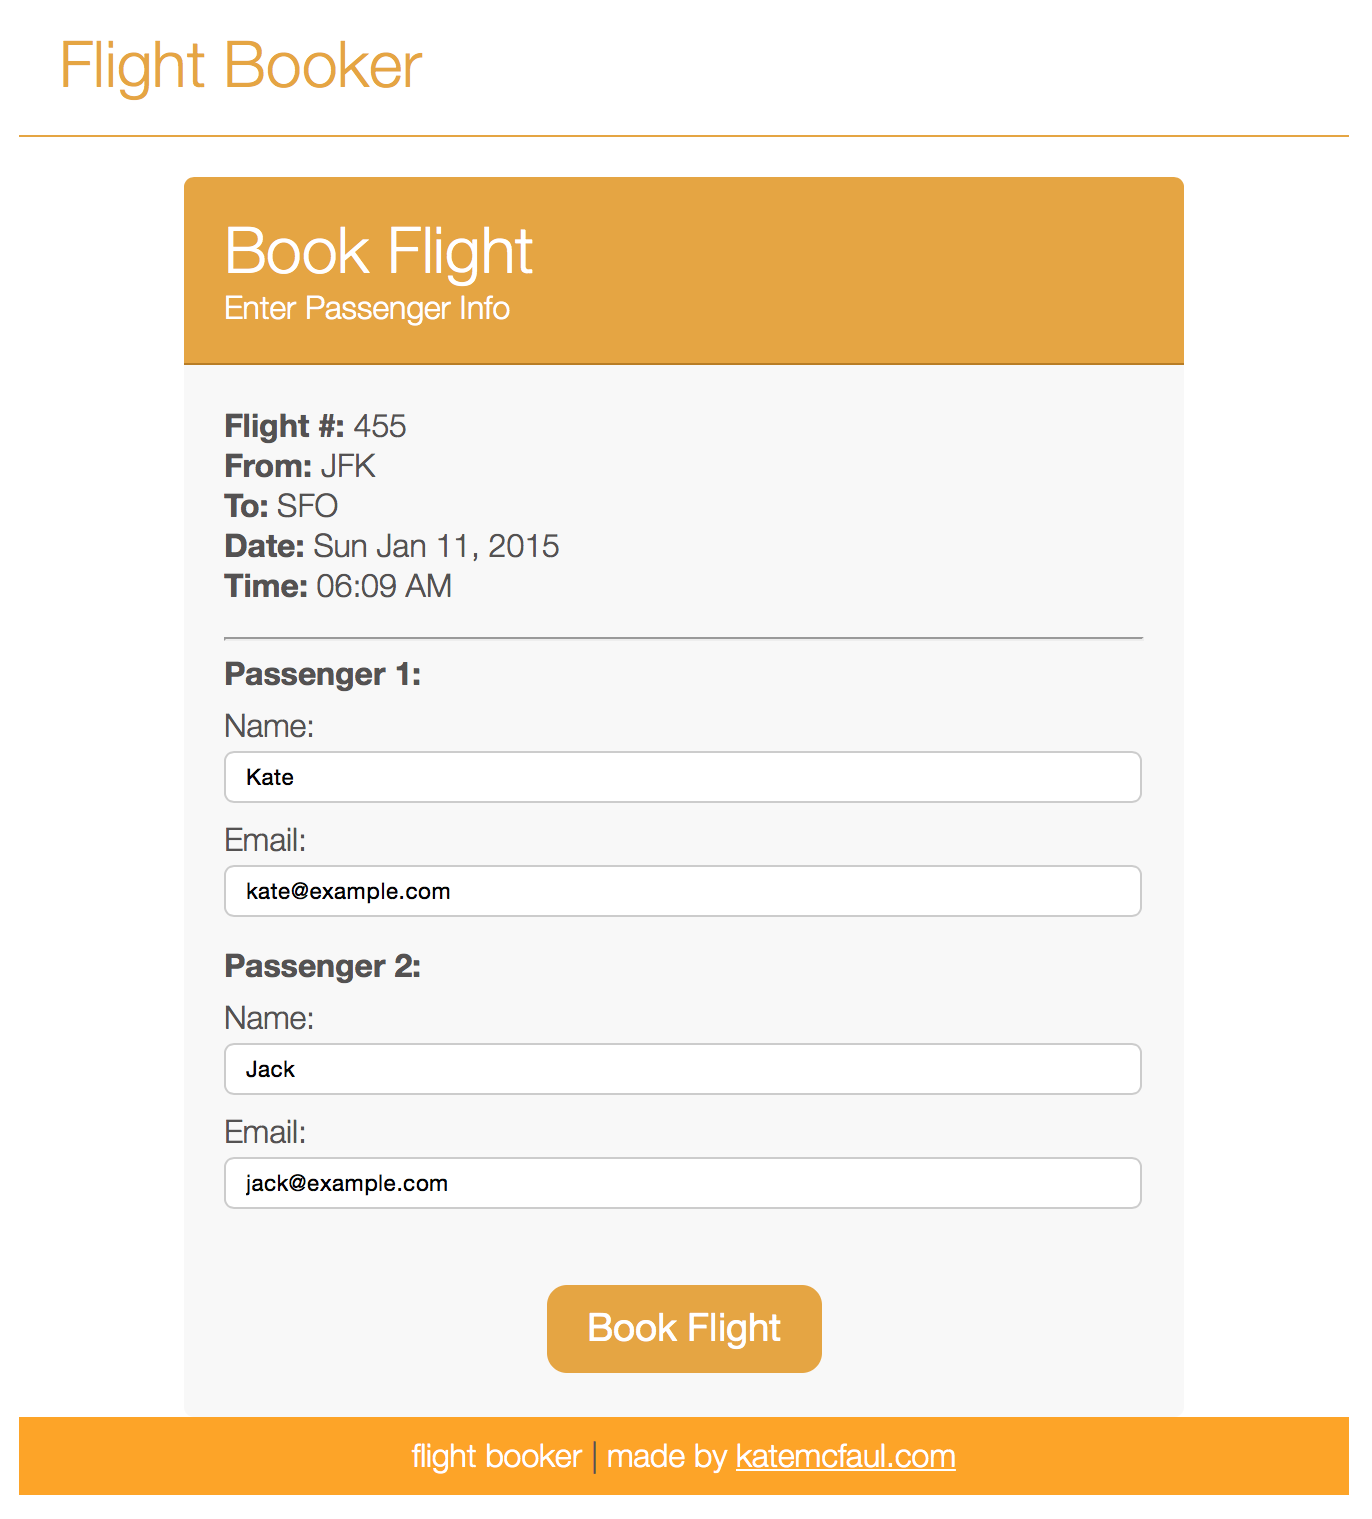 Flight Booker
Book Flight
Enter Passenger Info
Flight #: 455
From: JFK
To: SFO
Date: Sun Jan 11, 2015
Time: 06:09 AM
Passenger 1:
Name:
Kate
Email:
kate@example.com
Passenger 2:
Name:
Jack
Email:
jack@example.com
Book Flight
flight booker | made by katemcfaul.com